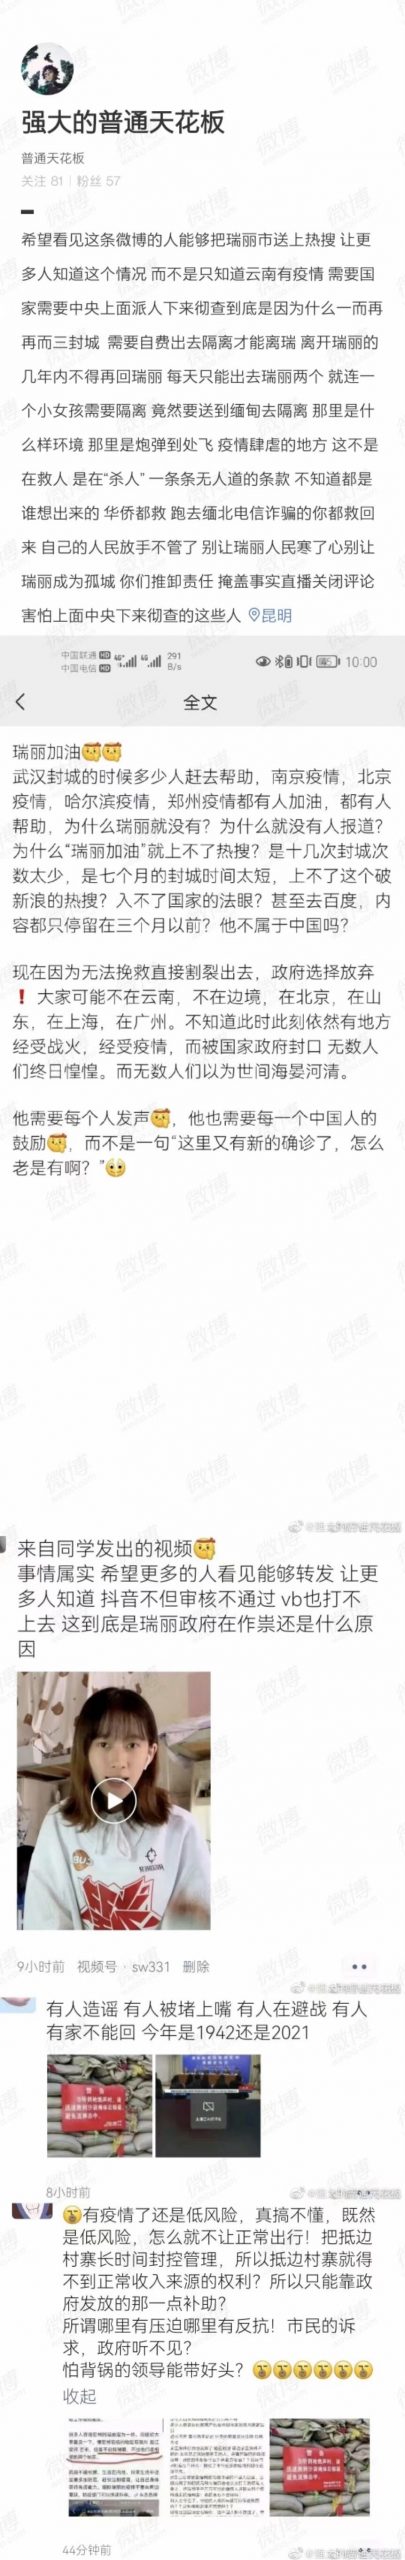 强大的普通天花板
普通天花板
关注 81 | 粉丝 57
希望看见这条微博的人能够把瑞丽市送上热搜 让更
多人知道这个情况 而不是只知道云南有疫情 需要国
家需要中央上面派人下来彻查到底是因为什么一而再
再而三封城 需要自费出去隔离才能离瑞 离开瑞丽的
几年内不得再回瑞丽 每天只能出去瑞丽两个 就连一
个小女孩需要隔离 竟然要送到缅甸去隔离 那里是什
么样环境 那里是炮弹到处飞 疫情肆虐的地方 这不是
在救人 是在“杀人” 一条条无人道的条款 不知道都是
谁想出来的 华侨都救 跑去缅北电信诈骗的你都救回
来 自己的人民放手不管了 别让瑞丽人民寒了心别让
瑞丽成为孤城 你们推卸责任 掩盖事实直播关闭评论
害怕上面中央下来彻查的这些人 昆明
中国联通 HD 4G+ 4G 291 10:00
中国电信 HD B/s
全文
瑞丽加油
武汉封城的时候多少人赶去帮助，南京疫情，北京
疫情，哈尔滨疫情，郑州疫情都有人加油，都有人
帮助，为什么瑞丽就没有？为什么就没有人报道？
为什么“瑞丽加油”就上不了热搜？是十几次封城次
数太少，是七个月的封城时间太短，上不了这个破
新浪的热搜？入不了国家的法眼？甚至去百度，内
容都只停留在三个月以前？他不属于中国吗？
现在因为无法挽救直接割裂出去，政府选择放弃
❗ 大家可能不在云南，不在边境，在北京，在山
东，在上海，在广州。不知道此时此刻依然有地方
经受战火，经受疫情，而被国家政府封口 无数人
们终日惶惶。而无数人们以为世间海晏河清。
他需要每个人发声，他也需要每一个中国人的
鼓励，而不是一句“这里又有新的确诊了，怎么
老是有啊？”
来自同学发出的视频
事情属实 希望更多的人看见能够转发 让更
多人知道 抖音不但审核不通过 vb也打不
上去 这到底是瑞丽政府在作祟还是什么原
因
9小时前 视频号 · sw331 删除
有人造谣 有人被堵上嘴 有人在避战 有人
有家不能回 今年是1942还是2021
8小时前
有疫情了还是低风险，真搞不懂，既然
是低风险，怎么就不让正常出行！把抵边
村寨长时间封控管理，所以抵边村寨就得
不到正常收入来源的权利？所以只能靠政
府发放的那一点补助？
所谓哪里有压迫哪里有反抗！市民的诉
求，政府听不见？
怕背锅的领导能带好头？
收起
44分钟前